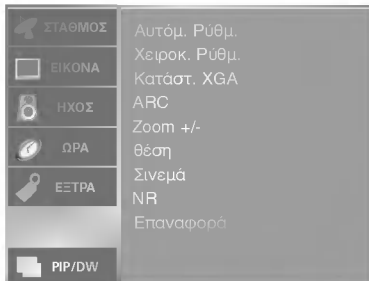 ΣΤΑΘΜΟΣ
ΕΙΚΟΝΑ
ΗΧΟΣ
ΩΡΑ
ΕΞΤΡΑ
PIP/DW
Αυτόμ. Ρύθμ.
Χειροκ. Ρύθμ.
Κατάστ. XGA
ARC
Zoom +/-
θέση
Σινεμά
NR
Επαναφορά